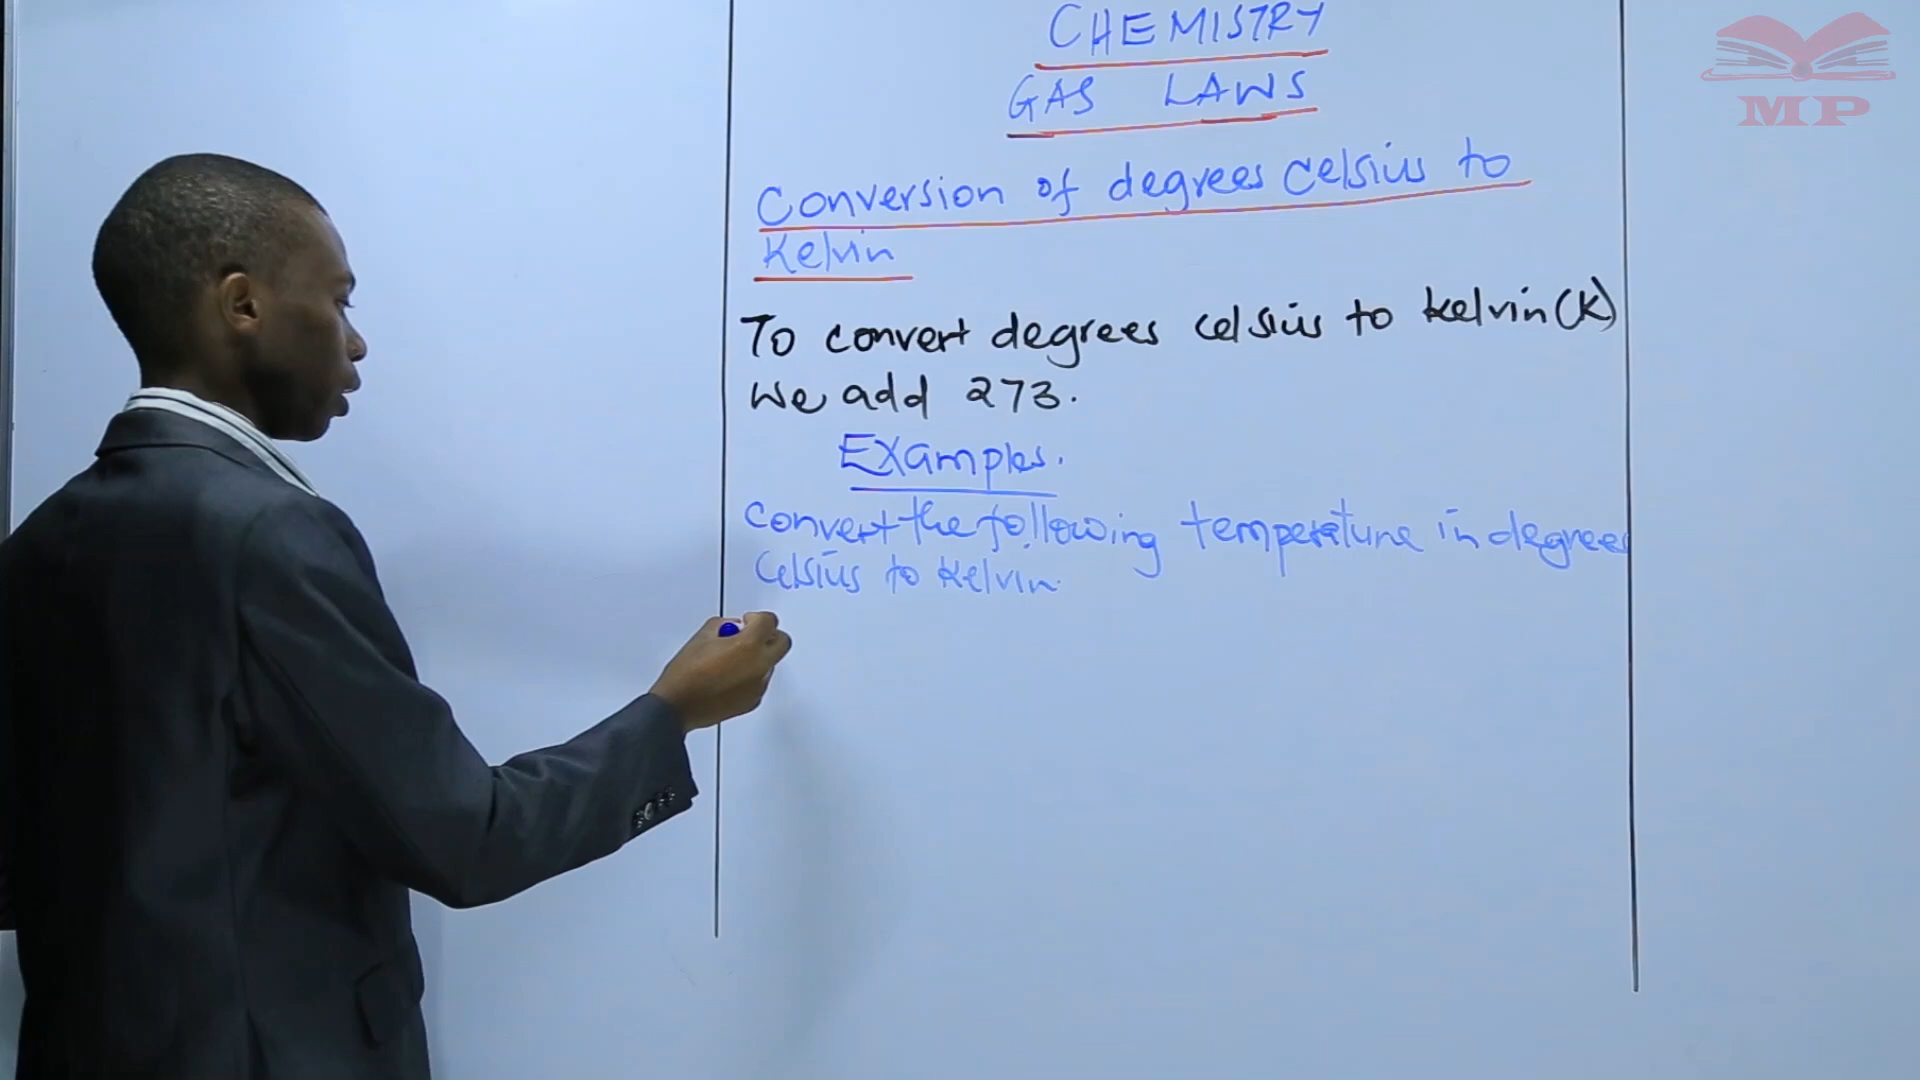 CHEMISTRY
GAS LAWS
Conversion of degrees celsius to
Kelvin
To convert degrees celsius to kelvin (K)
we add 273.
Examples.
Convert the following temperature in degrees
Celsius to Kelvin.
MP